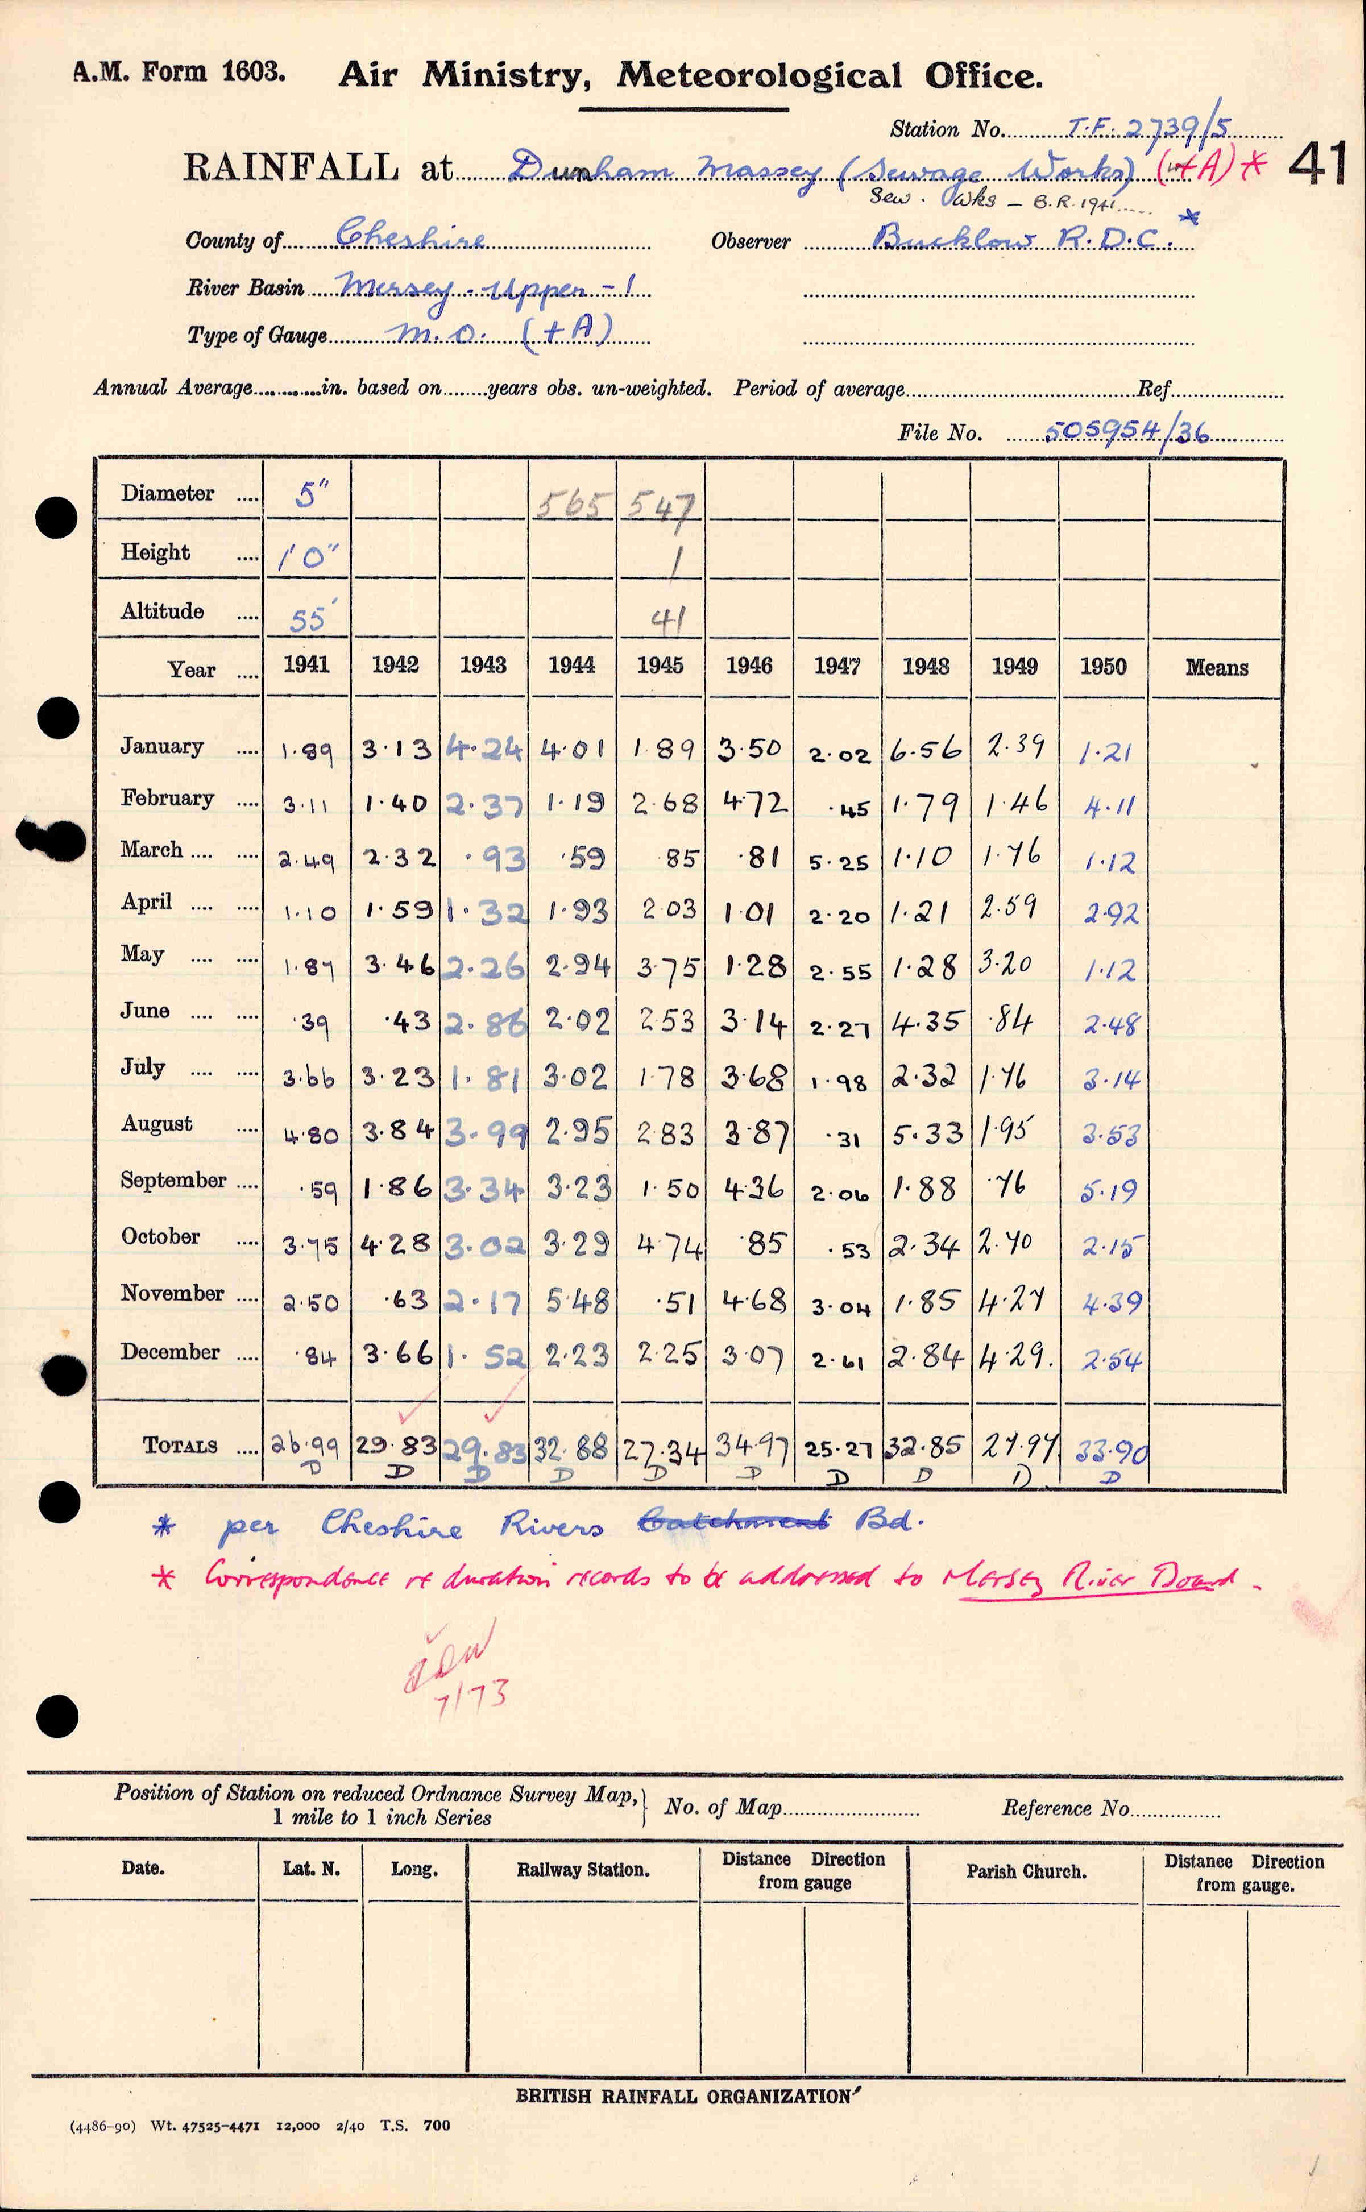 A.M. Form 1603. Air Ministry, Meteorological Office.
Station No. T.F. 2739/5
RAINFALL at Dunham Massey (Sewage Works) (+A) * 41
Sew. Wks - B.R. 1941 *
County of Cheshire Observer Bucklow R.D.C.
River Basin Mersey - Upper - 1
Type of Gauge M.O. (+A)
Annual Average in. based on years obs. un-weighted. Period of average Ref.
File No. 505954/36
Diameter 5" 565 547
Height 1'0" 1
Altitude 55' 41
Year 1941 1942 1943 1944 1945 1946 1947 1948 1949 1950 Means
January 1.89 3.13 4.24 4.01 1.89 3.50 2.02 6.56 2.39 1.21
February 3.11 1.40 2.37 1.19 2.68 4.72 .45 1.79 1.46 4.11
March 2.49 2.32 .93 .59 .85 .81 5.25 1.10 1.76 1.12
April 1.10 1.59 1.32 1.93 2.03 1.01 2.20 1.21 2.59 2.92
May 1.87 3.46 2.26 2.94 3.75 1.28 2.55 1.28 3.20 1.12
June .39 .43 2.86 2.02 2.53 3.14 2.27 4.35 .84 2.48
July 3.66 3.23 1.81 3.02 1.78 3.68 1.98 2.32 1.76 3.14
August 4.80 3.84 3.99 2.95 2.83 3.87 .31 5.33 1.95 3.53
September .59 1.86 3.34 3.23 1.50 4.36 2.06 1.88 .76 5.19
October 3.75 4.28 3.02 3.29 4.74 .85 .53 2.34 2.70 2.15
November 2.50 .63 2.17 5.48 .51 4.68 3.04 1.85 4.27 4.39
December .84 3.66 1.52 2.23 2.25 3.07 2.61 2.84 4.29 2.54
TOTALS 26.99 29.83 29.83 32.88 27.34 34.97 25.27 32.85 27.97 33.90
D D D D D D D D D D
* per Cheshire Rivers Catchment Bd.
* Correspondence re duration records to be addressed to Mersey River Board.
7/73
Position of Station on reduced Ordnance Survey Map, 1 mile to 1 inch Series No. of Map Reference No.
Date. Lat. N. Long. Railway Station. Distance Direction from gauge Parish Church. Distance Direction from gauge.
BRITISH RAINFALL ORGANIZATION
(4486-90) Wt. 47525-4471 12,000 2/40 T.S. 700